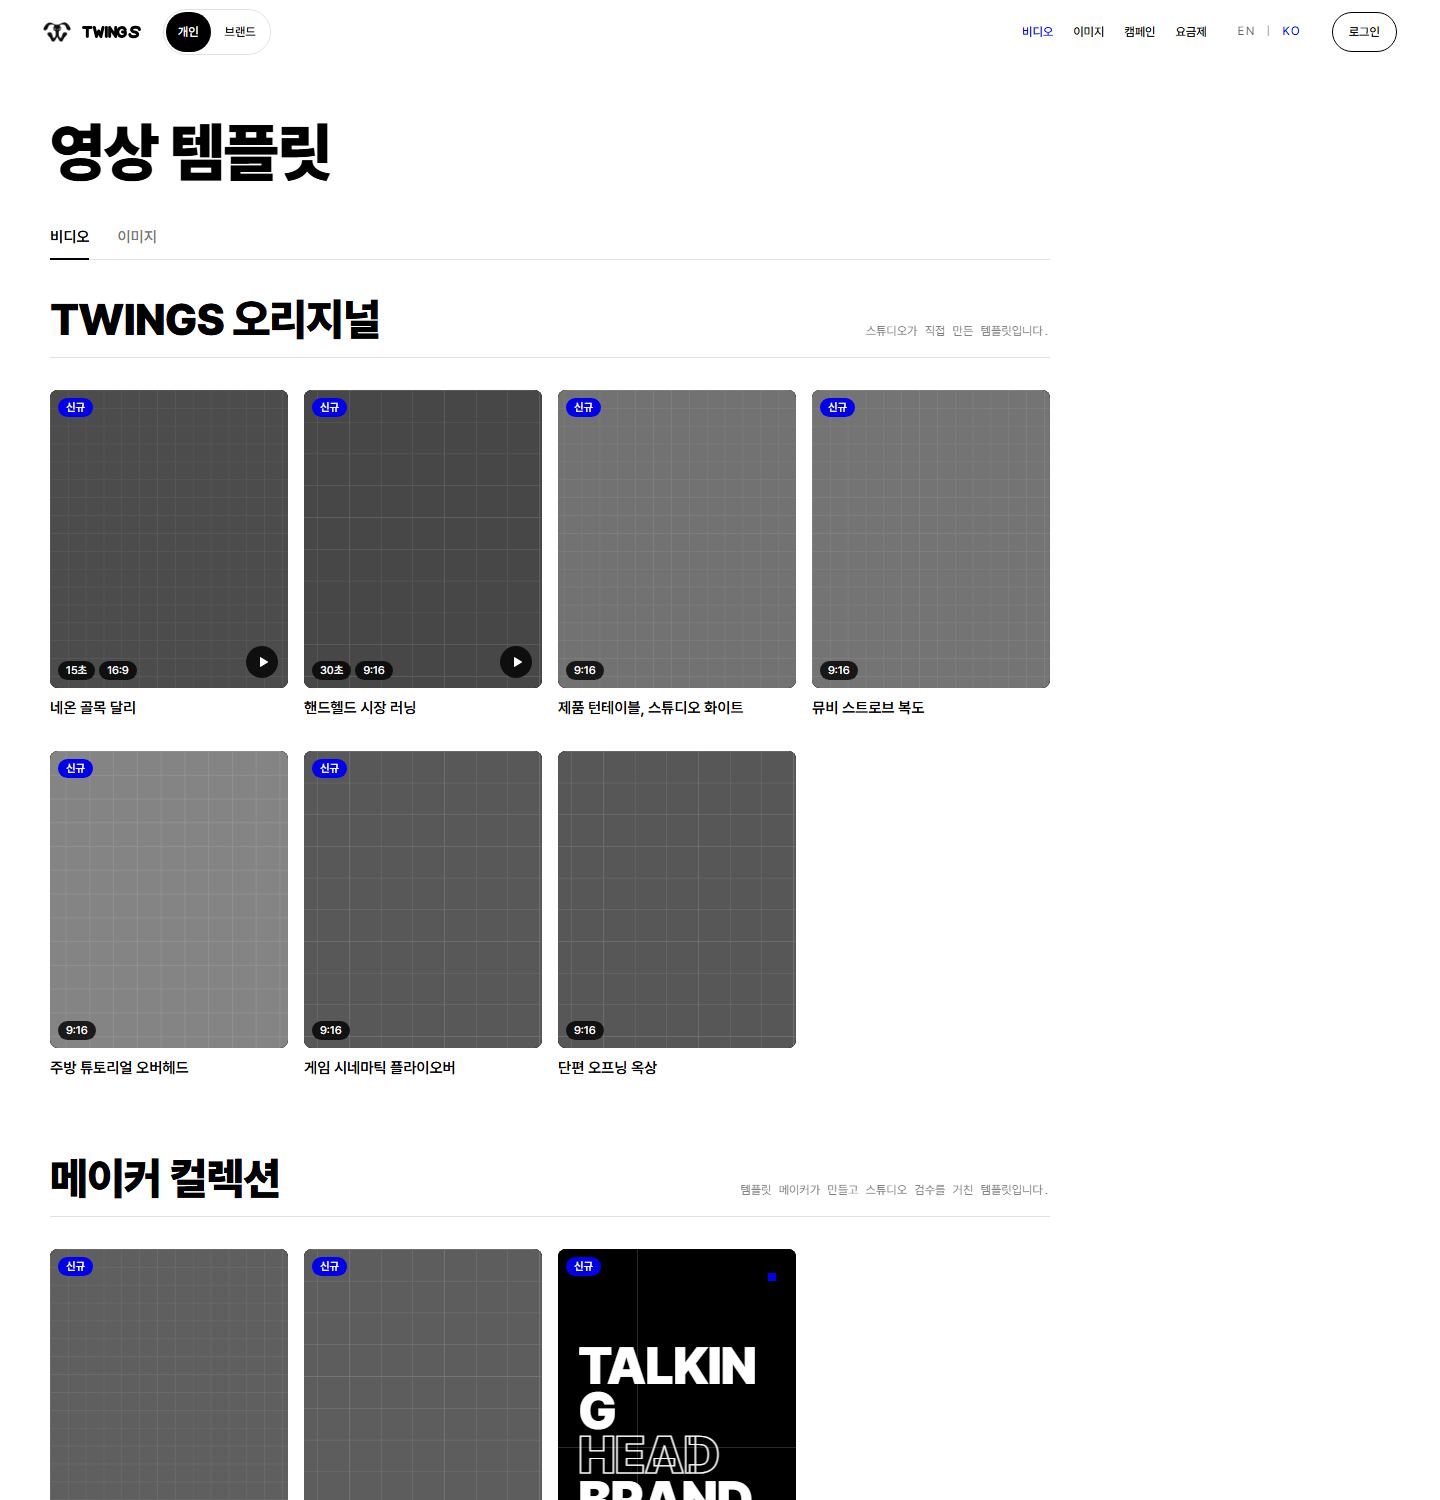 TWINGS
개인
브랜드
비디오
이미지
캠페인
요금제
EN | KO
로그인
영상 템플릿
비디오
이미지
TWINGS 오리지널
스튜디오가 직접 만든 템플릿입니다.
신규
신규
신규
신규
15초
16:9
30초
9:16
9:16
9:16
네온 골목 달리
핸드헬드 시장 러닝
제품 턴테이블, 스튜디오 화이트
뮤비 스트로브 복도
신규
신규
9:16
9:16
9:16
주방 튜토리얼 오버헤드
게임 시네마틱 플라이오버
단편 오프닝 옥상
메이커 컬렉션
템플릿 메이커가 만들고 스튜디오 검수를 거친 템플릿입니다.
신규
신규
신규
TALKIN
G
HEAD
BRAND